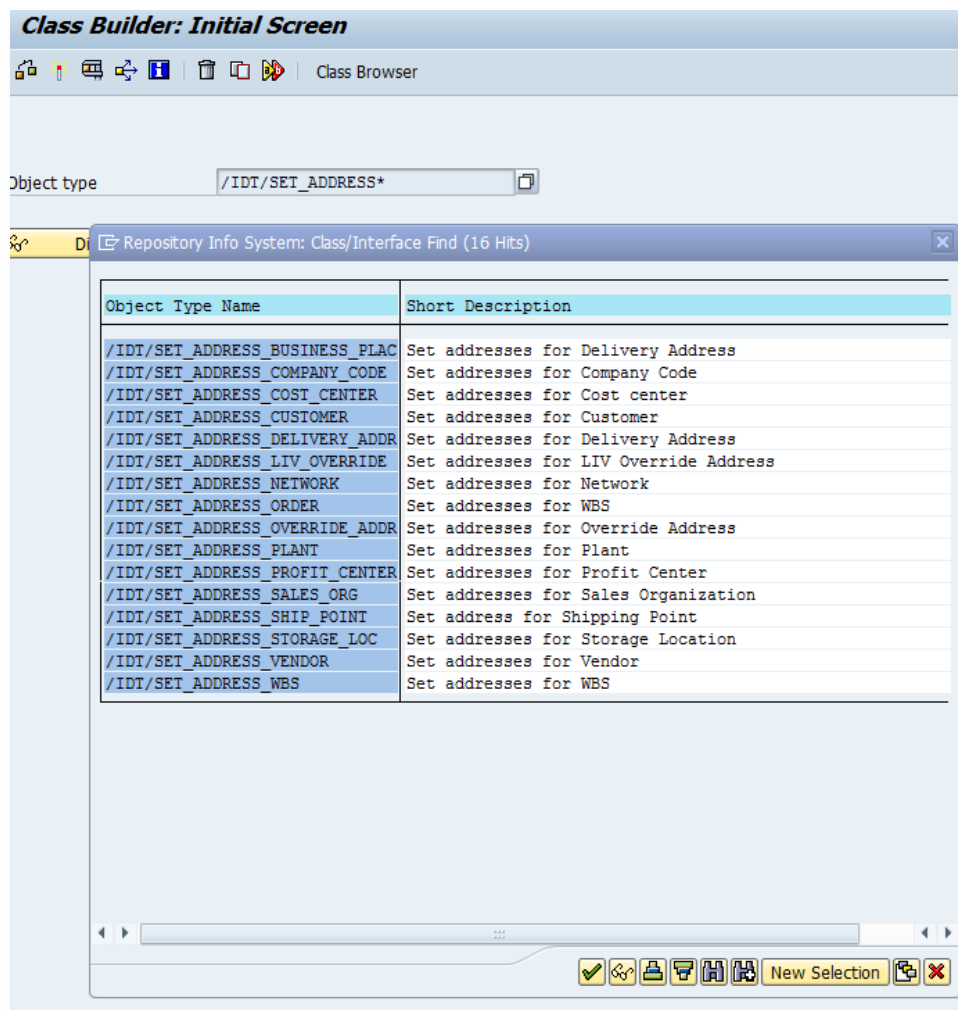 Class Builder: Initial Screen
Class Browser
Object type /IDT/SET_ADDRESS*
Di Repository Info System: Class/Interface Find (16 Hits)
Object Type Name Short Description
/IDT/SET_ADDRESS_BUSINESS_PLAC Set addresses for Delivery Address
/IDT/SET_ADDRESS_COMPANY_CODE Set addresses for Company Code
/IDT/SET_ADDRESS_COST_CENTER Set addresses for Cost center
/IDT/SET_ADDRESS_CUSTOMER Set addresses for Customer
/IDT/SET_ADDRESS_DELIVERY_ADDR Set addresses for Delivery Address
/IDT/SET_ADDRESS_LIV_OVERRIDE Set addresses for LIV Override Address
/IDT/SET_ADDRESS_NETWORK Set addresses for Network
/IDT/SET_ADDRESS_ORDER Set addresses for WBS
/IDT/SET_ADDRESS_OVERRIDE_ADDR Set addresses for Override Address
/IDT/SET_ADDRESS_PLANT Set addresses for Plant
/IDT/SET_ADDRESS_PROFIT_CENTER Set addresses for Profit Center
/IDT/SET_ADDRESS_SALES_ORG Set addresses for Sales Organization
/IDT/SET_ADDRESS_SHIP_POINT Set address for Shipping Point
/IDT/SET_ADDRESS_STORAGE_LOC Set addresses for Storage Location
/IDT/SET_ADDRESS_VENDOR Set addresses for Vendor
/IDT/SET_ADDRESS_WBS Set addresses for WBS
New Selection